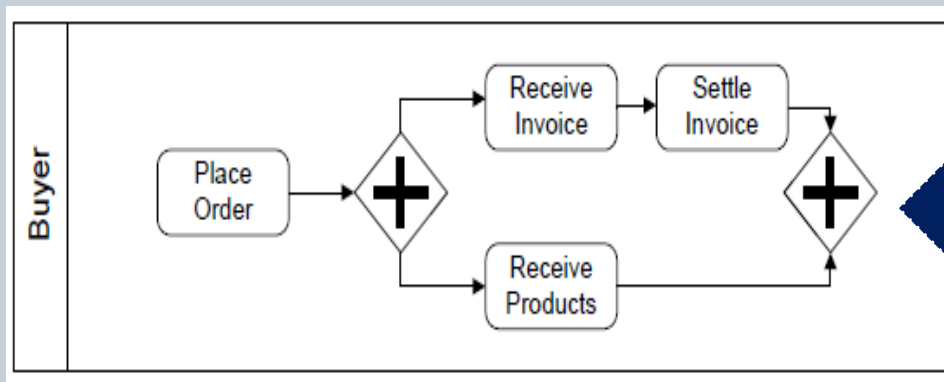 Buyer
Place
Order
Receive
Invoice
Settle
Invoice
Receive
Products